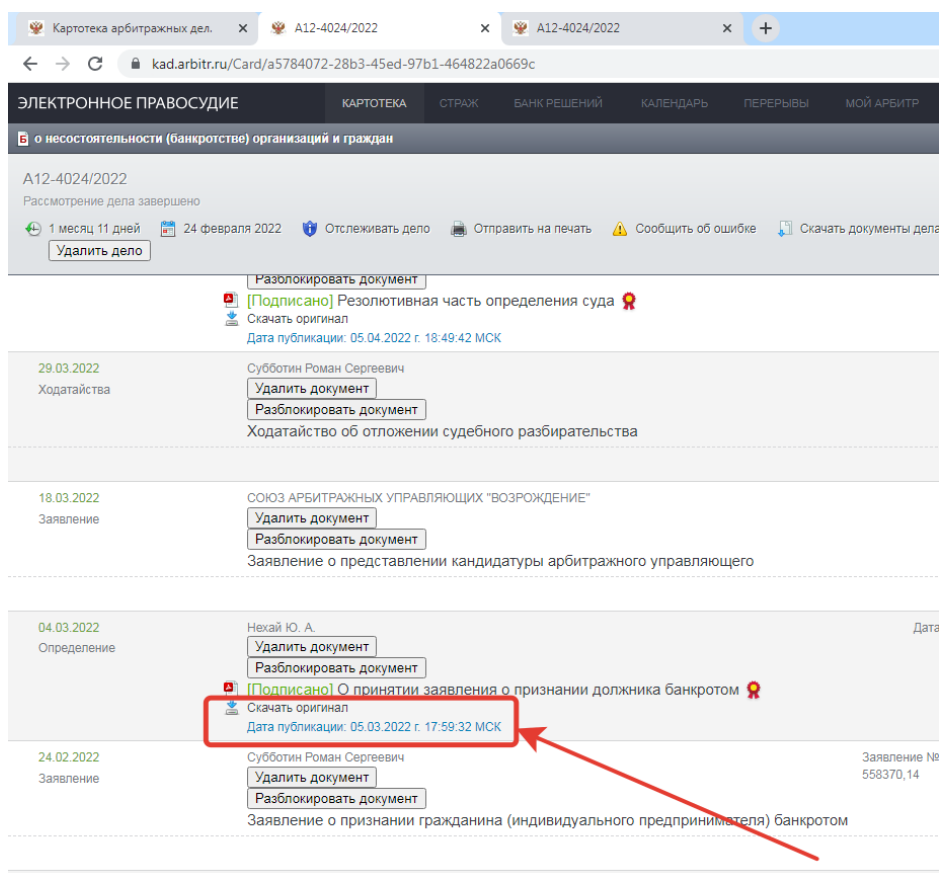 Картотека арбитражных дел.
А12-4024/2022
А12-4024/2022
kad.arbitr.ru/Card/a5784072-28b3-45ed-97b1-464822a0669c
ЭЛЕКТРОННОЕ ПРАВОСУДИЕ КАРТОТЕКА СТРАЖ БАНК РЕШЕНИЙ КАЛЕНДАРЬ ПЕРЕРЫВЫ МОЙ АРБИТР
Б о несостоятельности (банкротстве) организаций и граждан
А12-4024/2022
Рассмотрение дела завершено
1 месяц 11 дней 24 февраля 2022 Отслеживать дело Отправить на печать Сообщить об ошибке Скачать документы дела
Удалить дело
Разблокировать документ
[Подписано] Резолютивная часть определения суда
Скачать оригинал
Дата публикации: 05.04.2022 г. 18:49:42 МСК
29.03.2022 Субботин Роман Сергеевич
Ходатайства Удалить документ
Разблокировать документ
Ходатайство об отложении судебного разбирательства
18.03.2022 СОЮЗ АРБИТРАЖНЫХ УПРАВЛЯЮЩИХ "ВОЗРОЖДЕНИЕ"
Заявление Удалить документ
Разблокировать документ
Заявление о представлении кандидатуры арбитражного управляющего
04.03.2022 Нехай Ю. А. Дата
Определение Удалить документ
Разблокировать документ
[Подписано] О принятии заявления о признании должника банкротом
Скачать оригинал
Дата публикации: 05.03.2022 г. 17:59:32 МСК
24.02.2022 Субботин Роман Сергеевич Заявление №
Заявление Удалить документ 558370,14
Разблокировать документ
Заявление о признании гражданина (индивидуального предпринимателя) банкротом